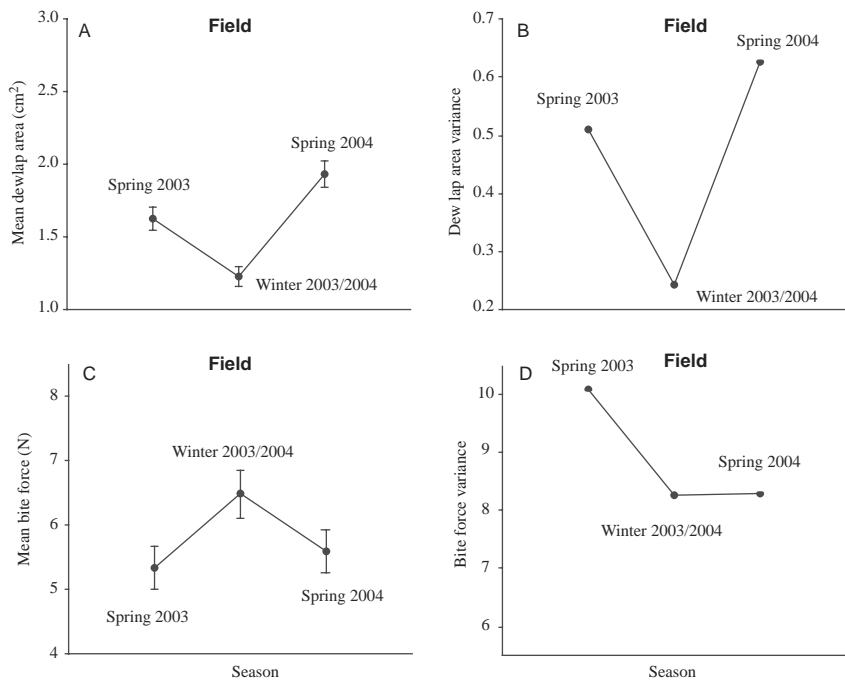 A
Field
3.0
2.5
2.0
1.5
1.0
Mean dewlap area (cm2)
Spring 2003
Spring 2004
Winter 2003/2004
B
Field
0.6
0.5
0.4
0.3
0.2
Dew lap area variance
Spring 2003
Spring 2004
Winter 2003/2004
C
Field
8
7
6
5
4
Mean bite force (N)
Winter 2003/2004
Spring 2003
Spring 2004
Season
D
Field
10
9
8
7
6
Bite force variance
Spring 2003
Spring 2004
Winter 2003/2004
Season